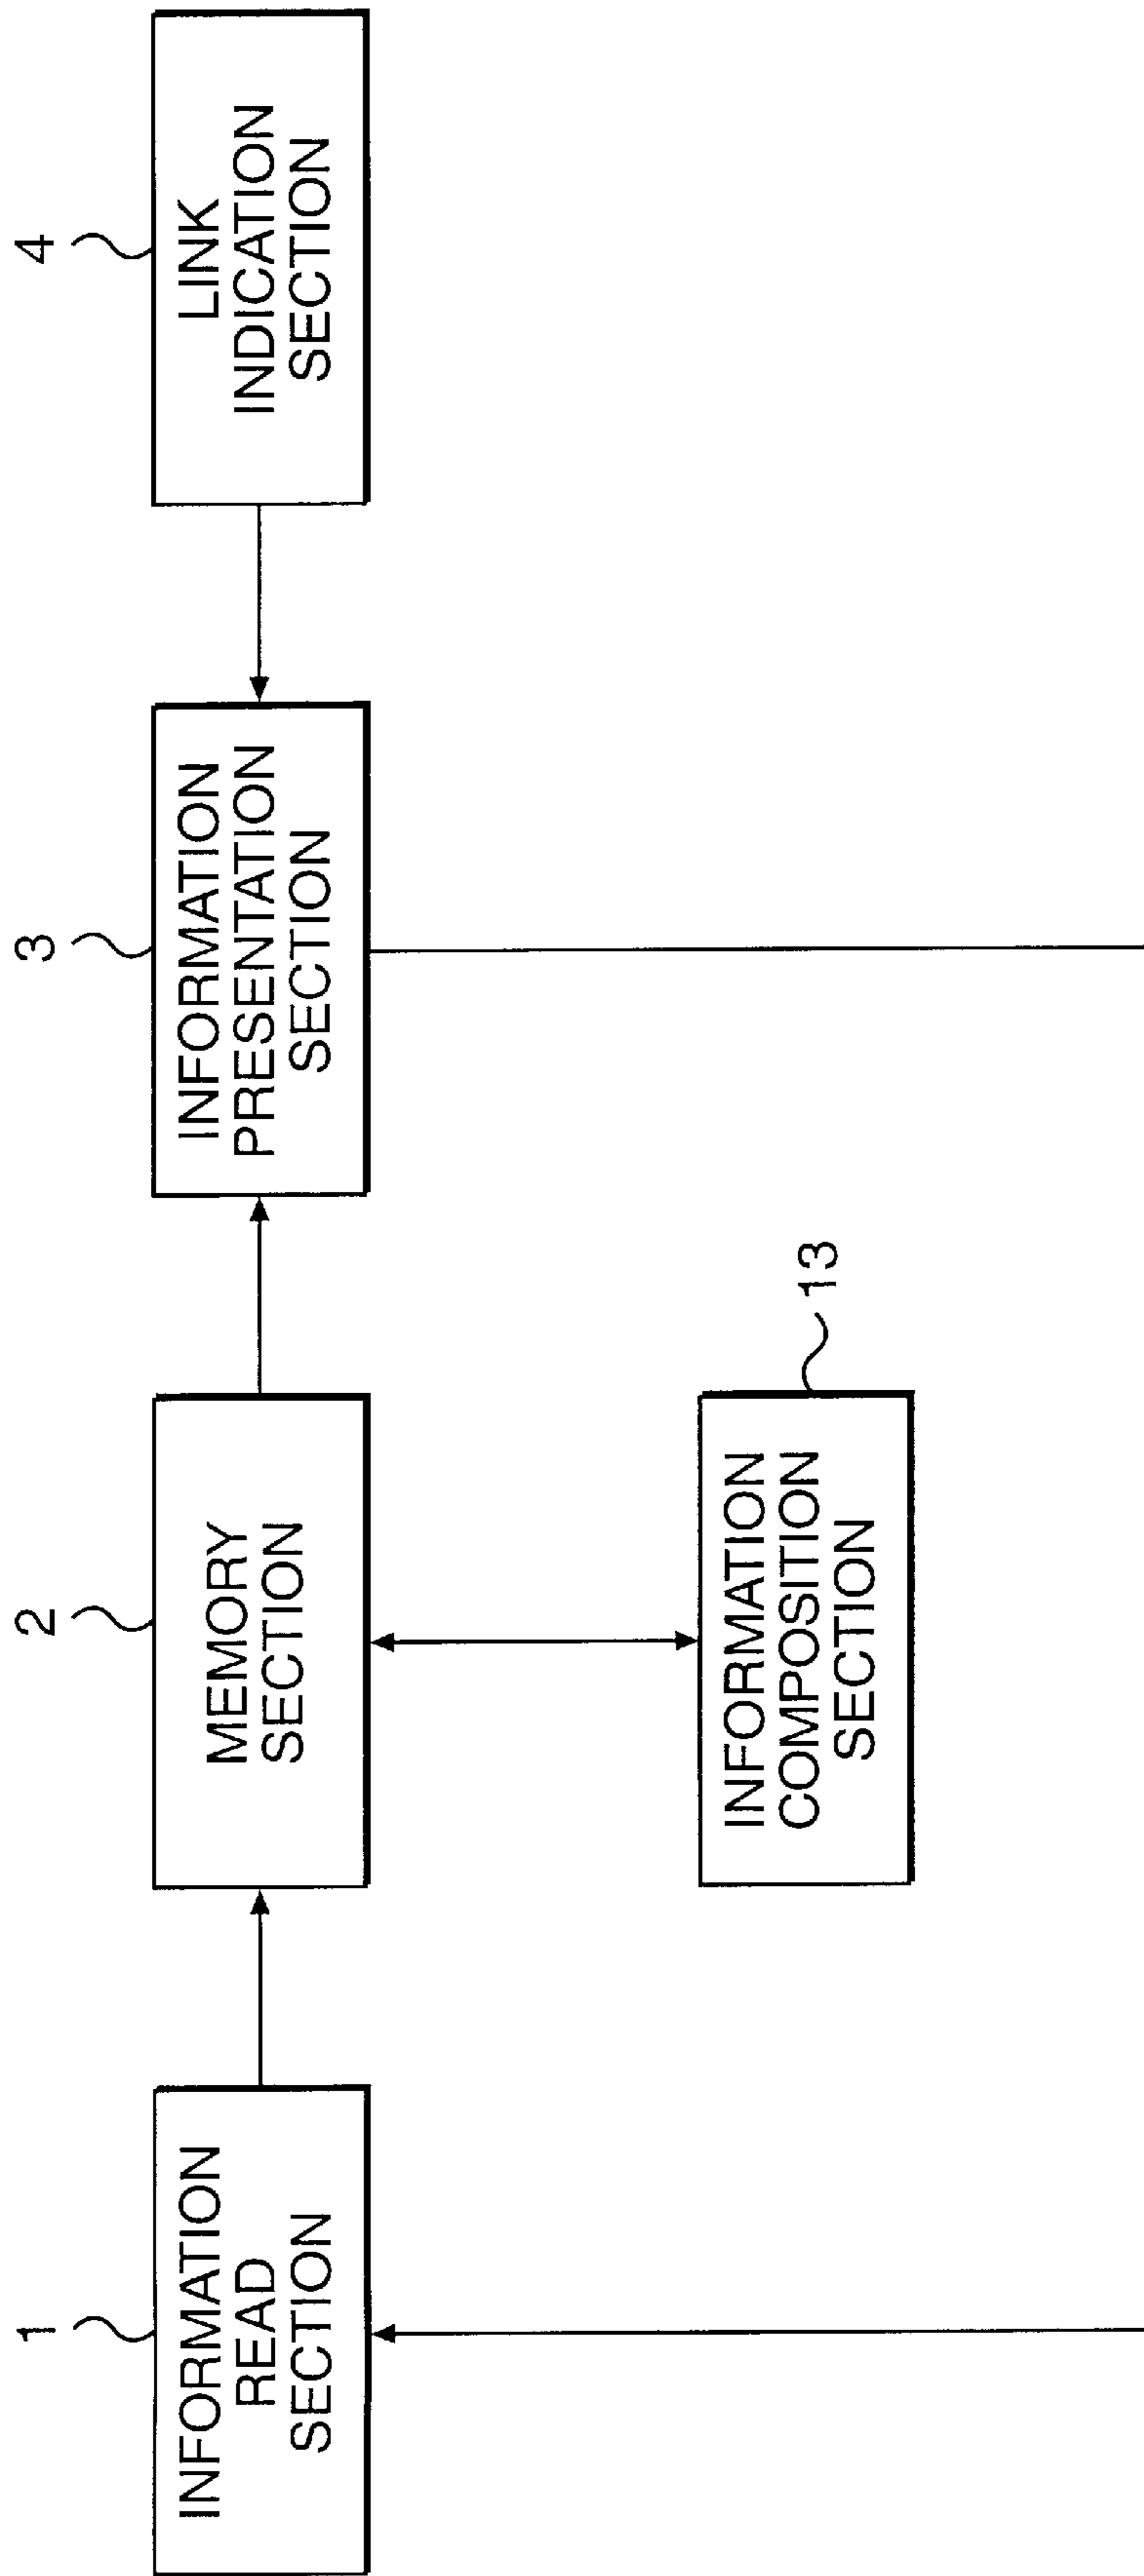 1
INFORMATION
READ
SECTION
2
MEMORY
SECTION
3
INFORMATION
PRESENTATION
SECTION
4
LINK
INDICATION
SECTION
13
INFORMATION
COMPOSITION
SECTION